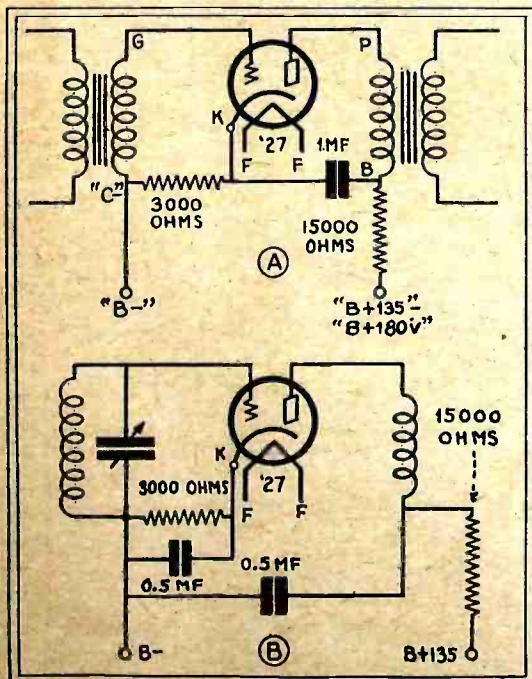 G
P
K
'27
1 MF
F F
B
"C-"
3000
OHMS
15000
OHMS
A
"B-"
"B+135"-
"B+180V"
K
3000 OHMS
'27
F F
15000
OHMS
0.5 MF
0.5 MF
B-
B
B+135